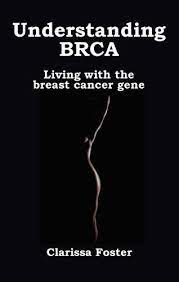 Understanding
BRCA
Living with the
breast cancer gene
Clarissa Foster